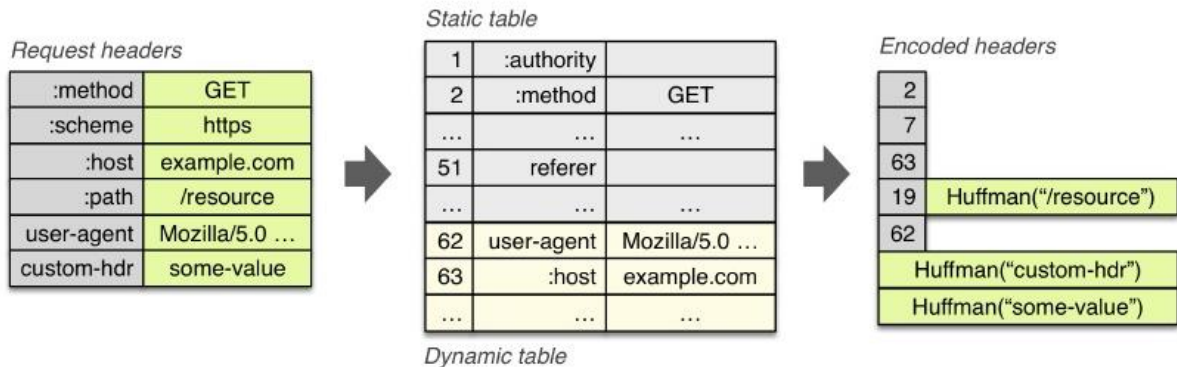 Request headers
:method GET
:scheme https
:host example.com
:path /resource
user-agent Mozilla/5.0 ...
custom-hdr some-value
Static table
1 :authority
2 :method GET
... ... ...
51 referer
... ... ...
62 user-agent Mozilla/5.0 ...
63 :host example.com
... ... ...
Dynamic table
Encoded headers
2
7
63
19 Huffman("/resource")
62
Huffman("custom-hdr")
Huffman("some-value")